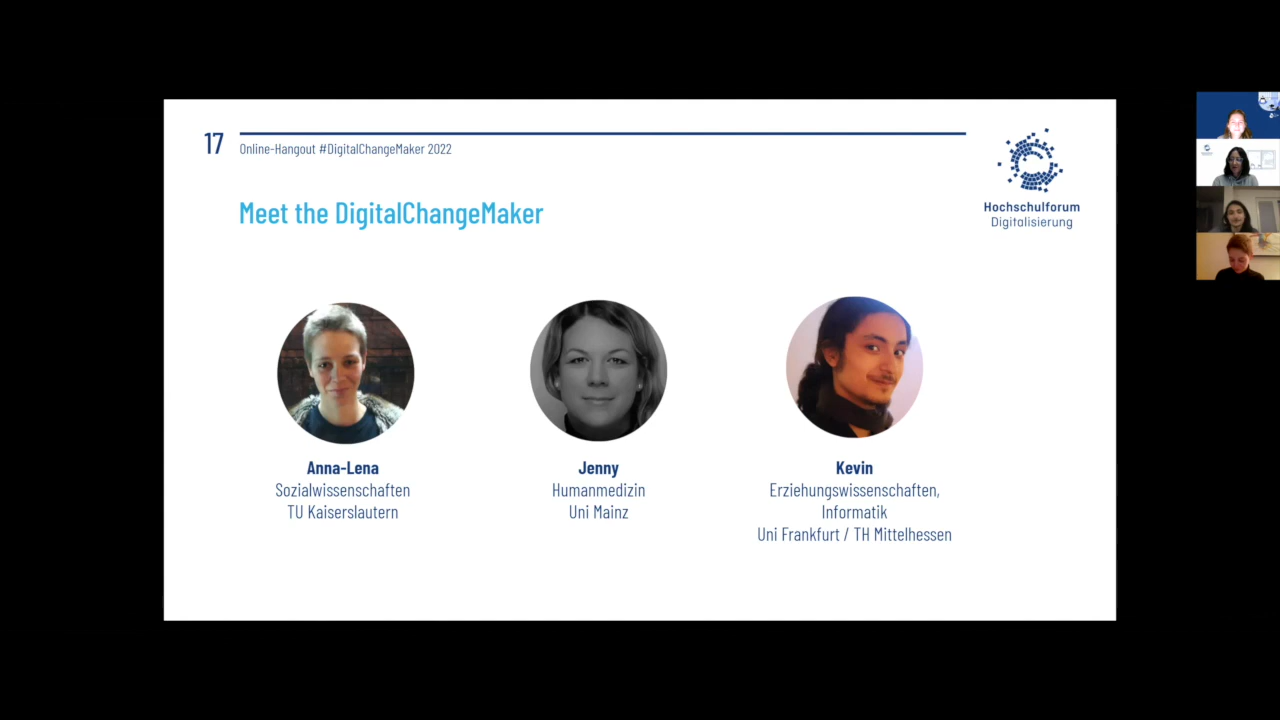 17
Online-Hangout #DigitalChangeMaker 2022
Meet the DigitalChangeMaker
Hochschulforum
Digitalisierung
Anna-Lena
Sozialwissenschaften
TU Kaiserslautern
Jenny
Humanmedizin
Uni Mainz
Kevin
Erziehungswissenschaften,
Informatik
Uni Frankfurt / TH Mittelhessen